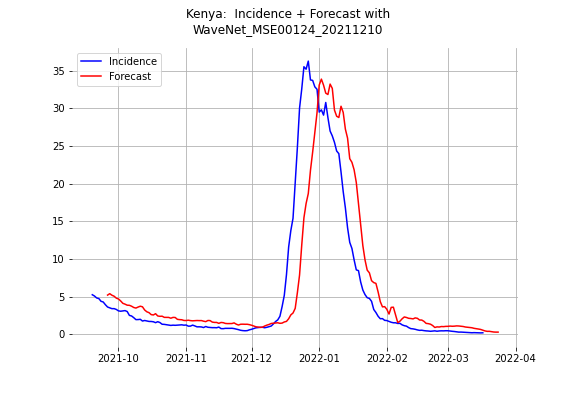 Kenya:  Incidence + Forecast with
WaveNet_MSE00124_20211210
Incidence
Forecast
35
30
25
20
15
10
5
0
2021-10 2021-11 2021-12 2022-01 2022-02 2022-03 2022-04